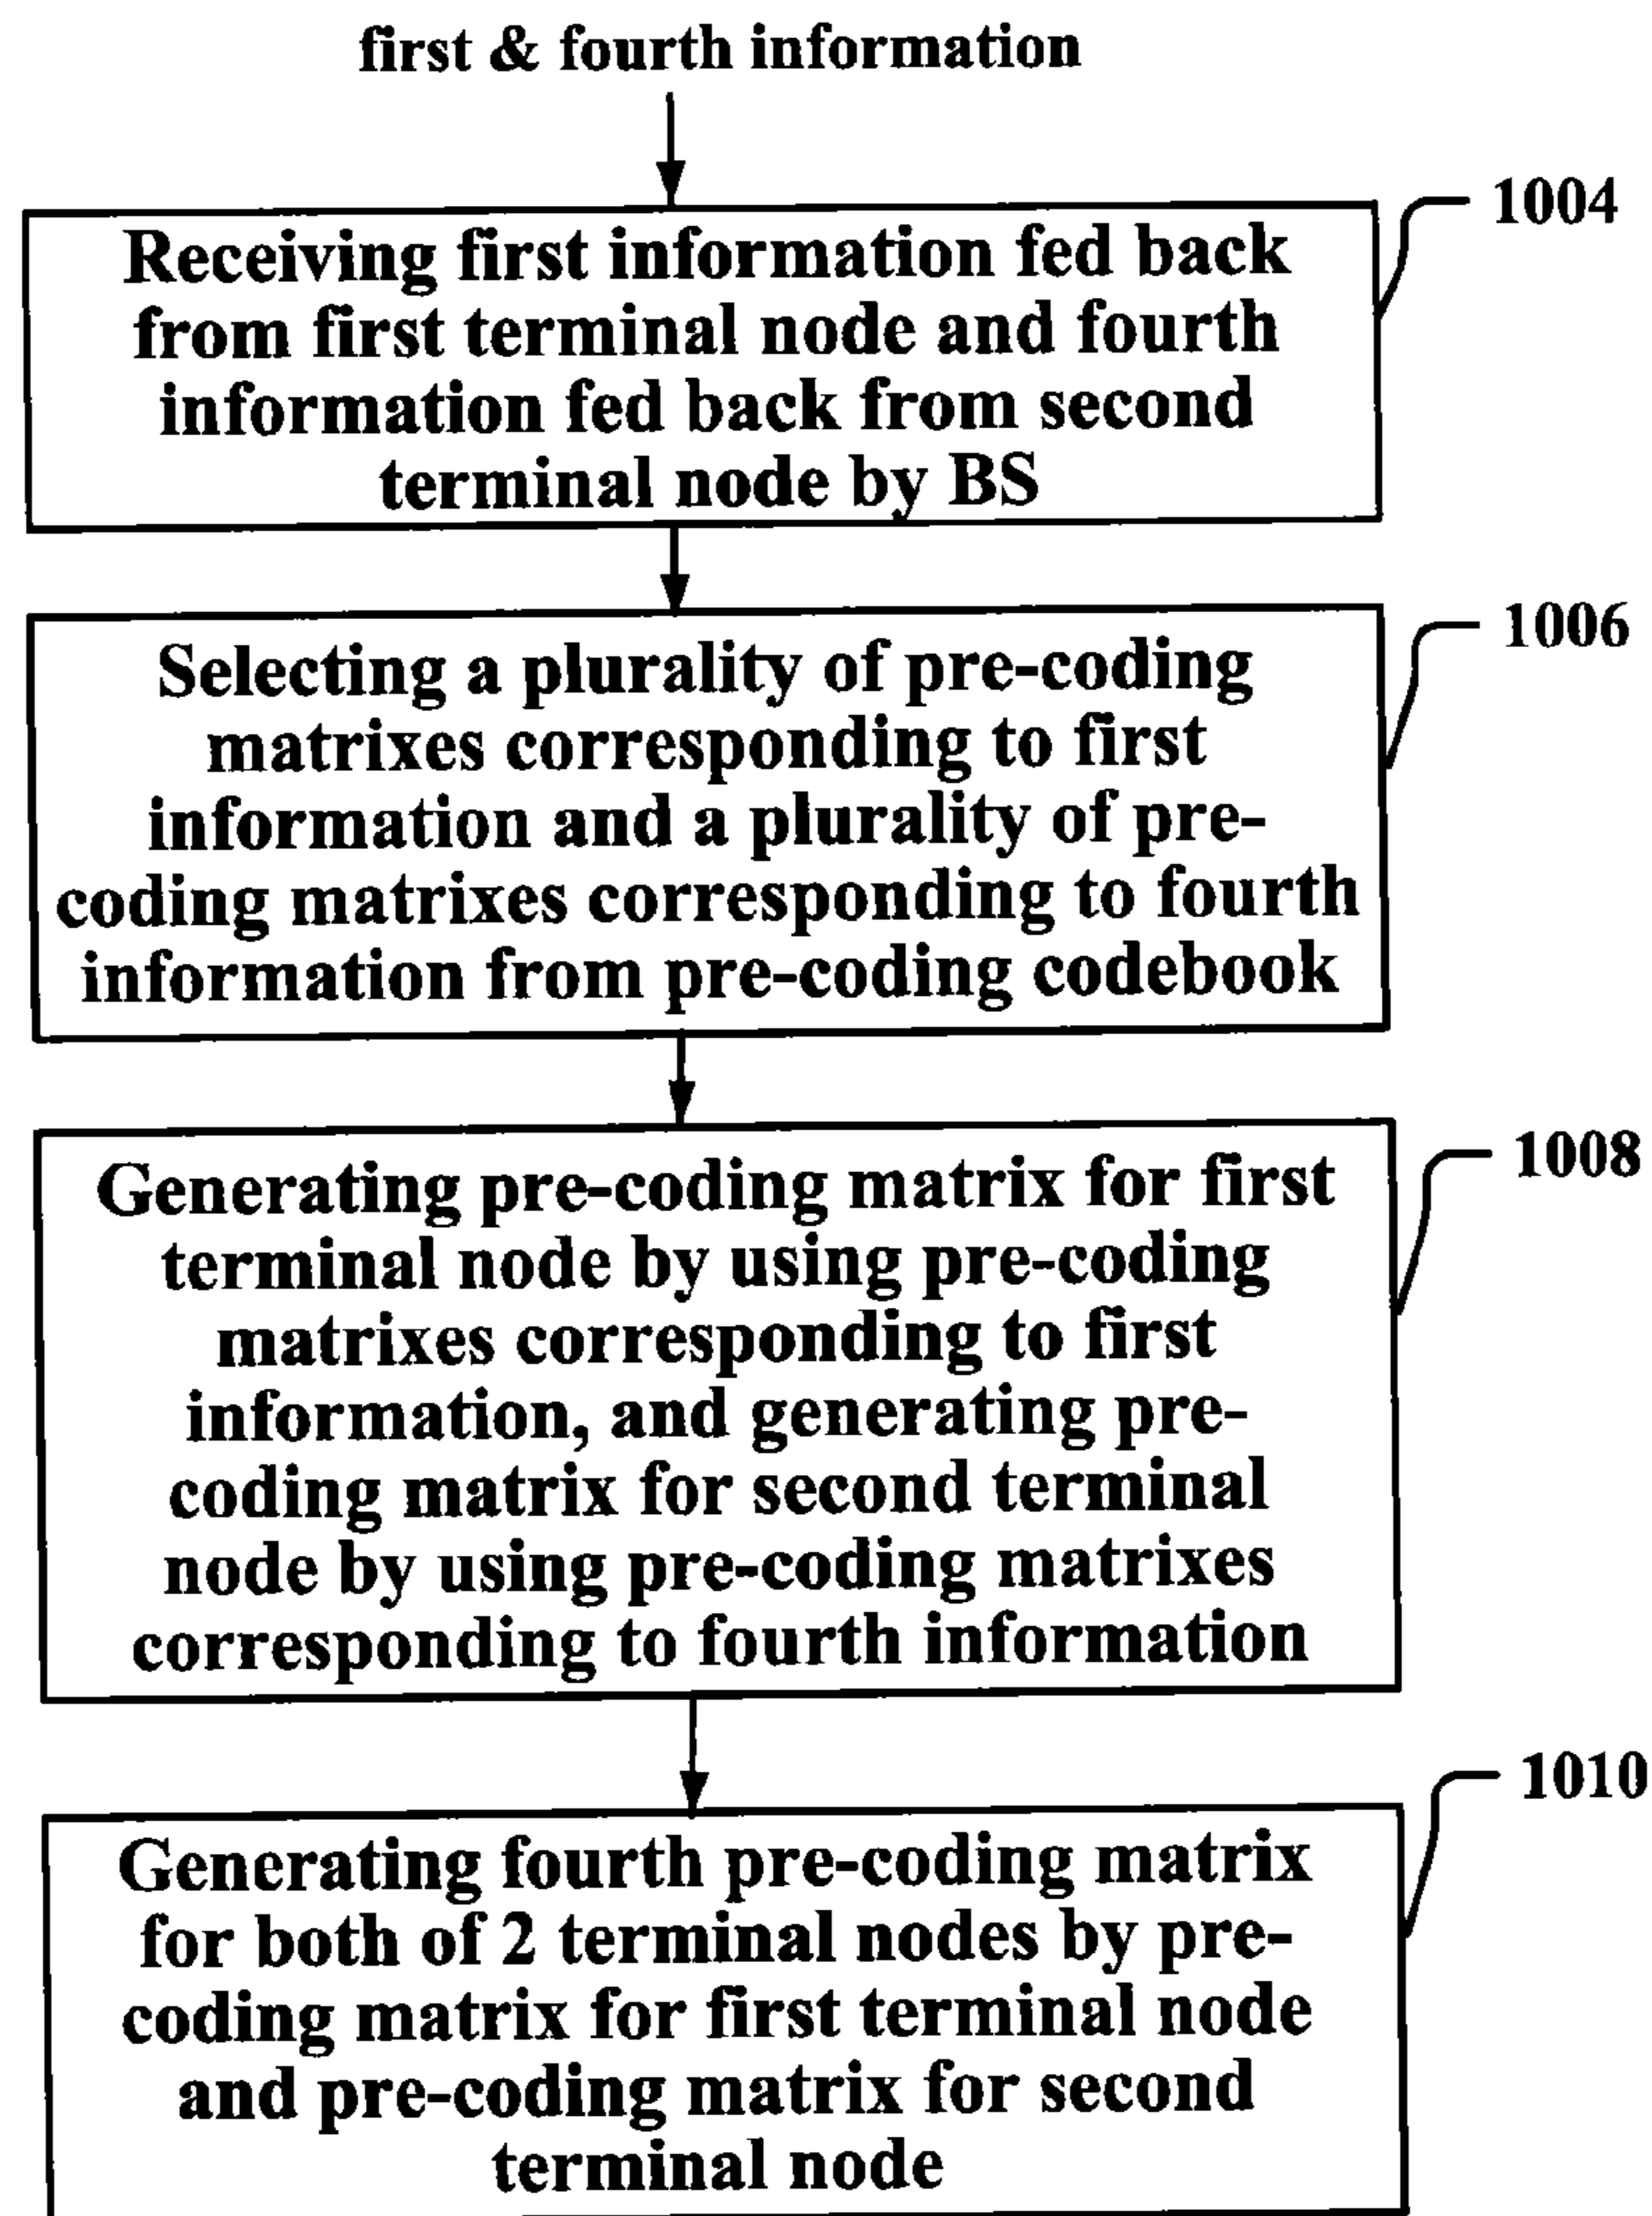 first & fourth information
1004
Receiving first information fed back
from first terminal node and fourth
information fed back from second
terminal node by BS
1006
Selecting a plurality of pre-coding
matrixes corresponding to first
information and a plurality of pre-
coding matrixes corresponding to fourth
information from pre-coding codebook
1008
Generating pre-coding matrix for first
terminal node by using pre-coding
matrixes corresponding to first
information, and generating pre-
coding matrix for second terminal
node by using pre-coding matrixes
corresponding to fourth information
1010
Generating fourth pre-coding matrix
for both of 2 terminal nodes by pre-
coding matrix for first terminal node
and pre-coding matrix for second
terminal node